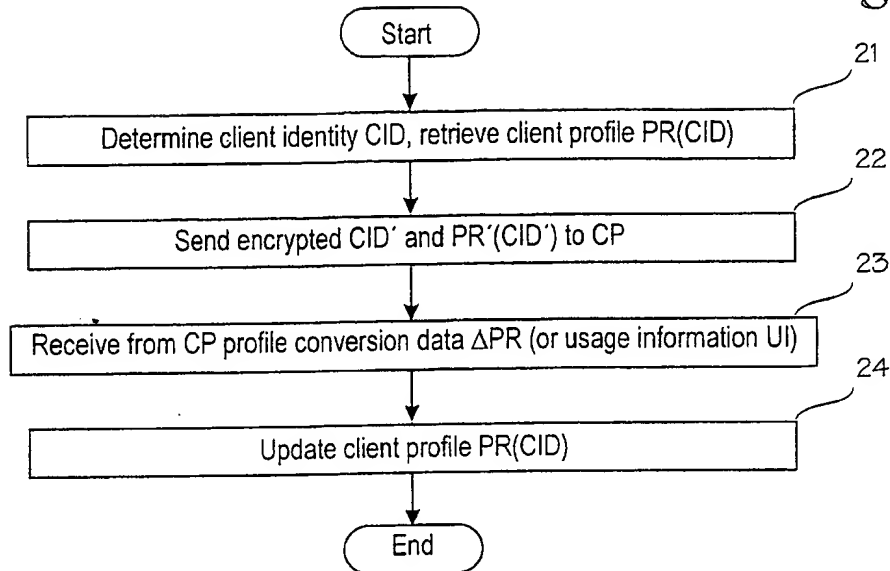 Start
21
Determine client identity CID, retrieve client profile PR(CID)
22
Send encrypted CID´ and PR´(CID´) to CP
23
Receive from CP profile conversion data ΔPR (or usage information UI)
24
Update client profile PR(CID)
End